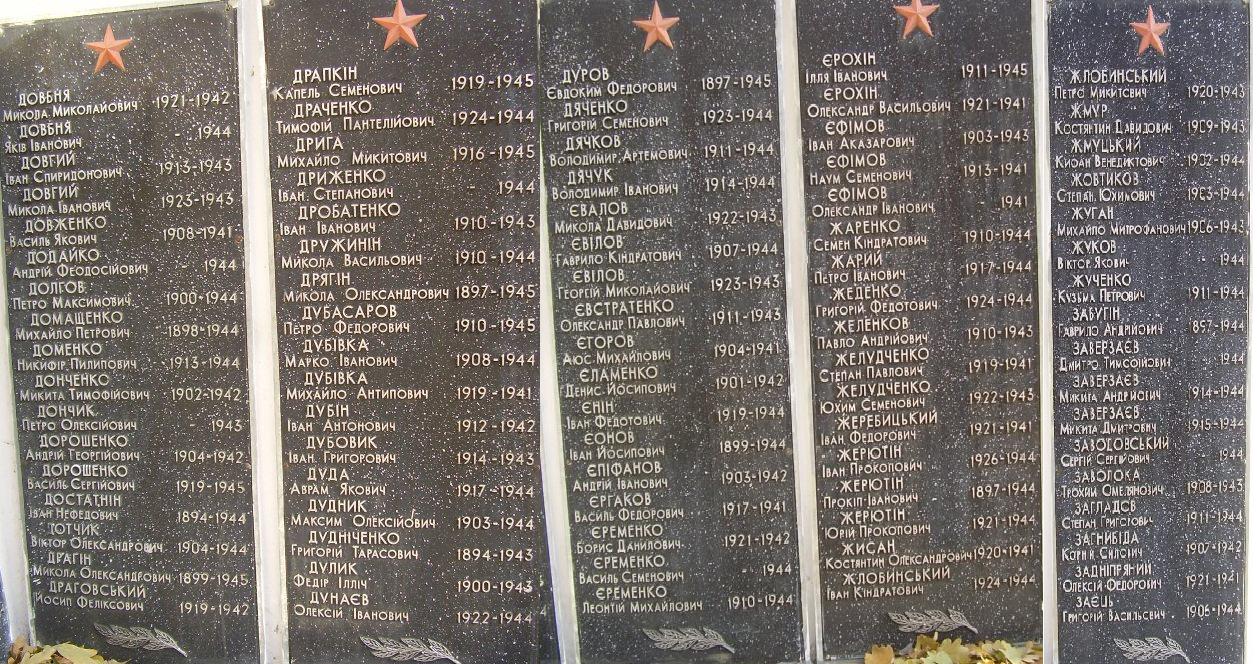 ДОВБНЯ
Микола Миколайович 1921-1942
ДОВБНЯ
Яків Іванович - 1944
ДОВГИЙ
Іван Спиридонович 1913-1943
ДОВГИЙ
Микола Іванович 1923-1943
ДОВЖЕНКО
Василь Якович 1908-1941
ДОДАЙКО
Андрій Феодосійович - 1944
ДОЛГОВ
Петро Максимович 1900-1944
ДОМАЩЕНКО
Михайло Петрович 1898-1944
ДОМЕНКО
Никифір Пилипович 1913-1944
ДОНЧЕНКО
Микита Тимофійович 1902-1942
ДОНЧИК
Петро Олексійович - 1943
ДОРОШЕНКО
Андрій Георгійович 1904-1942
ДОРОШЕНКО
Василь Сергійович 1919-1945
ДОСТАТНІН
Іван Нефедович 1894-1944
ГОТЧИК
Віктор Олександрович 1904-1944
ДРАГІН
Микола Олександрович 1899-1945
ДРАГОВСЬКИЙ
Йосип Феліксович 1919-1942
ДРАПКІН
Капель Семенович 1919-1945
ДРАЧЕНКО
Тимофій Пантелійович 1924-1944
ДРИГА
Михайло Микитович 1916-1945
ДРИЖЕНКО
Іван Степанович - 1944
ДРОБАТЕНКО
Іван Іванович 1910-1943
ДРУЖИНІН
Микола Васильович 1910-1944
ДРЯГІН
Микола Олександрович 1897-1945
ДУБАСАРОВ
Петро Федорович 1910-1945
ДУБІВКА
Марко Іванович 1908-1944
ДУБІВКА
Михайло Антипович 1919-1941
ДУБІН
Іван Антонович 1912-1942
ДУБОВИК
Іван Григорович 1914-1943
ДУДА
Аврам Якович 1917-1944
ДУДНИК
Максим Олексійович 1903-1944
ДУДНІЧЕНКО
Григорій Тарасович 1894-1943
ДУЛИК
Федір Ілліч 1900-1943
ДУНАЄВ
Олексій Іванович 1922-1944
ДУРОВ
Євдоким Федорович 1897-1945
ДЯЧЕНКО
Григорій Семенович 1923-1944
ДЯЧКОВ
Володимир Артемович 1911-1944
ДЯЧУК
Володимир Іванович 1914-1944
ЄВАЛОВ
Микола Давидович 1922-1943
ЄВІЛОВ
Гаврило Кіндратович 1907-1944
ЄВІЛОВ
Георгій Миколайович 1923-1943
ЄВСТРАТЕНКО
Олександр Павлович 1911-1943
ЄГОРОВ
Аюс Михайлович 1904-1941
ЄЛАМЕНКО
Денис Йосипович 1901-1942
ЄНІН
Іван Федотович 1919-1944
ЄОНОВ
Іван Йосипович 1899-1944
ЄПІФАНОВ
Андрій Іванович 1903-1942
ЄРГАКОВ
Василь Федорович 1917-1941
ЄРЕМЕНКО
Борис Данилович 1921-1942
ЄРЕМЕНКО
Василь Семенович - 1944
ЄРЕМЕНКО
Леонтій Михайлович 1910-1944
ЄРОХІН
Ілля Іванович 1911-1945
ЄРОХІН
Олександр Васильович 1921-1941
ЄФІМОВ
Іван Аказарович 1903-1943
ЄФІМОВ
Наум Семенович 1913-1941
ЄФІМОВ
Олександр Іванович - 1941
ЖАРЕНКО
Семен Кіндратович 1910-1944
ЖАРИЙ
Петро Іванович 1917-1944
ЖЕДЕНКО
Григорій Федотович 1924-1944
ЖЕЛЕНКОВ
Павло Андрійович 1910-1943
ЖЕЛУДЧЕНКО
Степан Павлович 1919-1941
ЖЕЛУДЧЕНКО
Юхим Семенович 1922-1943
ЖЕРЕБИЦЬКИЙ
Іван Федорович 1921-1941
ЖЕРЮТІН
Іван Прокопович 1926-1944
ЖЕРЮТІН
Прокіп Іванович 1897-1944
ЖЕРЮТІН
Юрій Прокопович 1921-1944
ЖИСАН
Костянтин Олександрович 1920-1941
ЖЛОБИНСЬКИЙ
Іван Кіндратович 1924-1944
ЖЛОБИНСЬКИЙ
Петро Микитович 1920-1943
ЖМУР
Костянтин Давидович 1909-1943
ЖМУЦЬКИЙ
Кисан Венедиктович 1902-1944
ЖОВТИКОВ
Степан Юхимович 1903-1944
ЖУГАН
Михайло Митрофанович 1906-1943
ЖУКОВ
Віктор Якович - 1944
ЖУЧЕНКО
Кузьма Петрович 1911-1944
ЗАБУГІН
Гаврило Андрійович 1897-1944
ЗАВЕРЗАЄВ
Дмитро Тимофійович 1944
ЗАВЕРЗАЄВ
Микита Андрійович 1914-1944
ЗАВЕРЗАЄВ
Микита Дмитрович 1915-1944
ЗАВОГОВСЬКИЙ
Сергій Сергійович 1944
ЗАВОЛОКА
Трохим Омелянович 1908-1943
ЗАГЛАДОВ
Степан Григорович 1911-1944
ЗАГНИБІДА
Корній Силович 1907-1942
ЗАДНІПРЯНИЙ
Олексій Федорович 1921-1941
ЗАЄЦЬ
Григорій Васильович 1906-1944